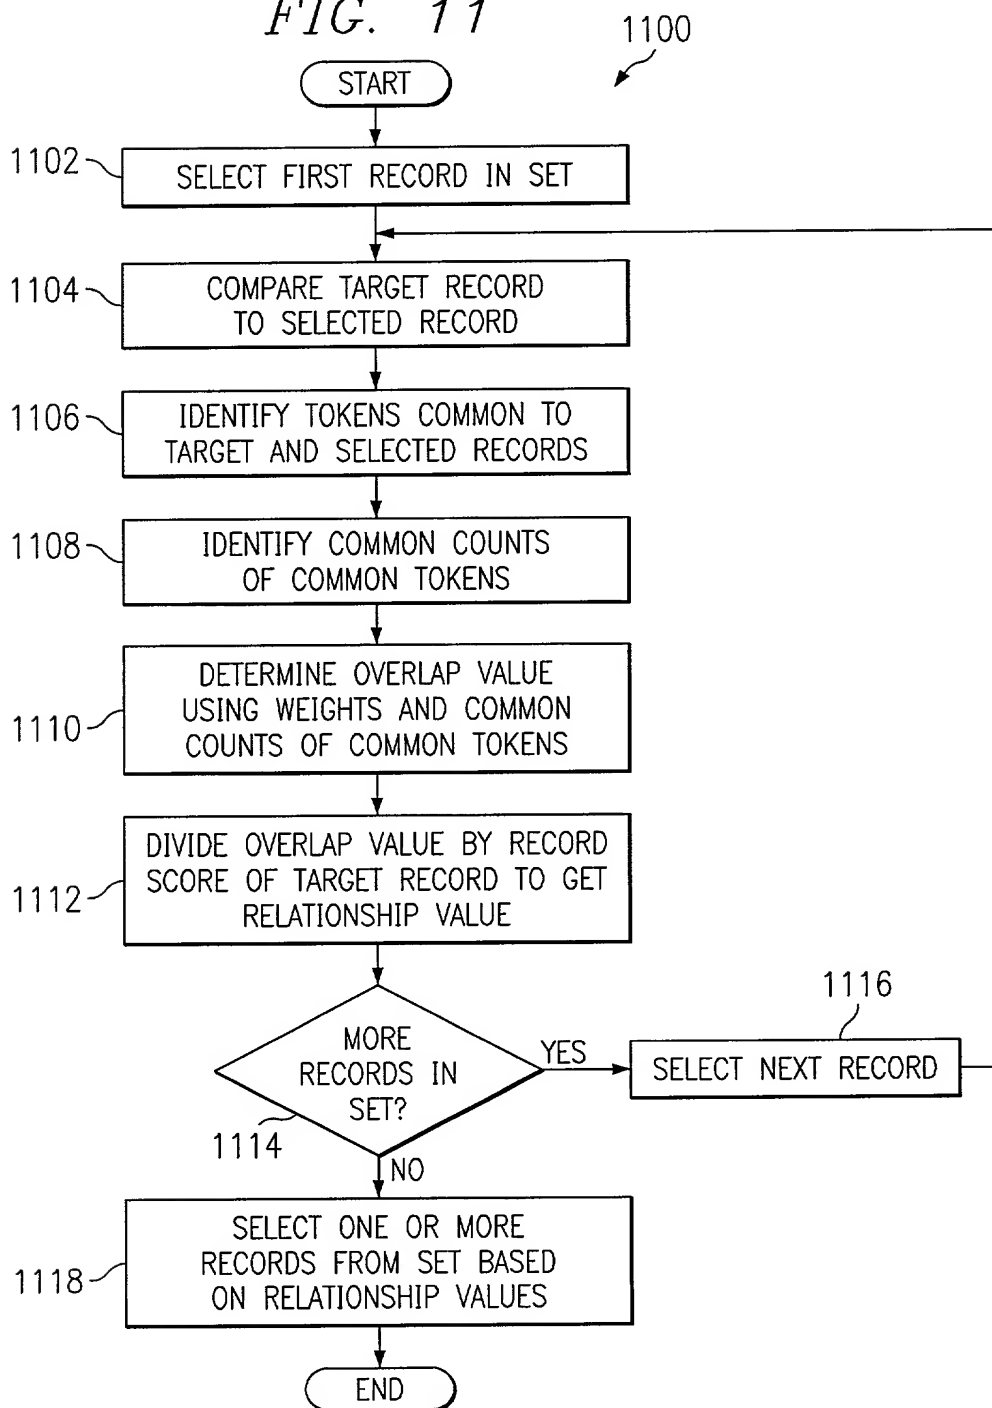 FIG. 11
1100
START
1102
SELECT FIRST RECORD IN SET
1104
COMPARE TARGET RECORD
TO SELECTED RECORD
1106
IDENTIFY TOKENS COMMON TO
TARGET AND SELECTED RECORDS
1108
IDENTIFY COMMON COUNTS
OF COMMON TOKENS
1110
DETERMINE OVERLAP VALUE
USING WEIGHTS AND COMMON
COUNTS OF COMMON TOKENS
1112
DIVIDE OVERLAP VALUE BY RECORD
SCORE OF TARGET RECORD TO GET
RELATIONSHIP VALUE
1114
MORE
RECORDS IN
SET?
YES
1116
SELECT NEXT RECORD
NO
1118
SELECT ONE OR MORE
RECORDS FROM SET BASED
ON RELATIONSHIP VALUES
END